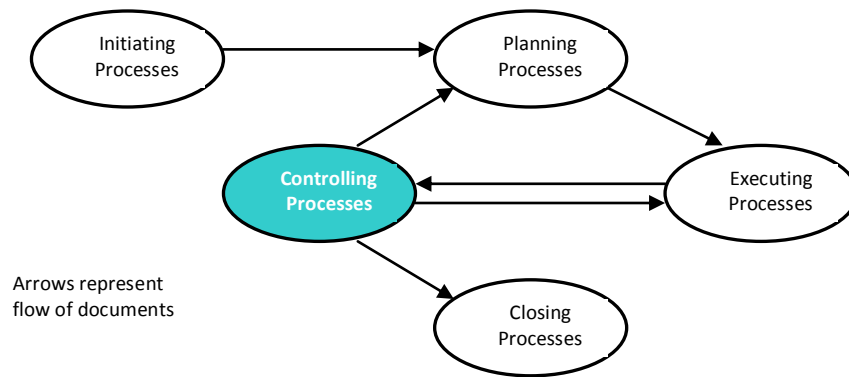 Initiating
Processes
Planning
Processes
Controlling
Processes
Executing
Processes
Arrows represent
flow of documents
Closing
Processes